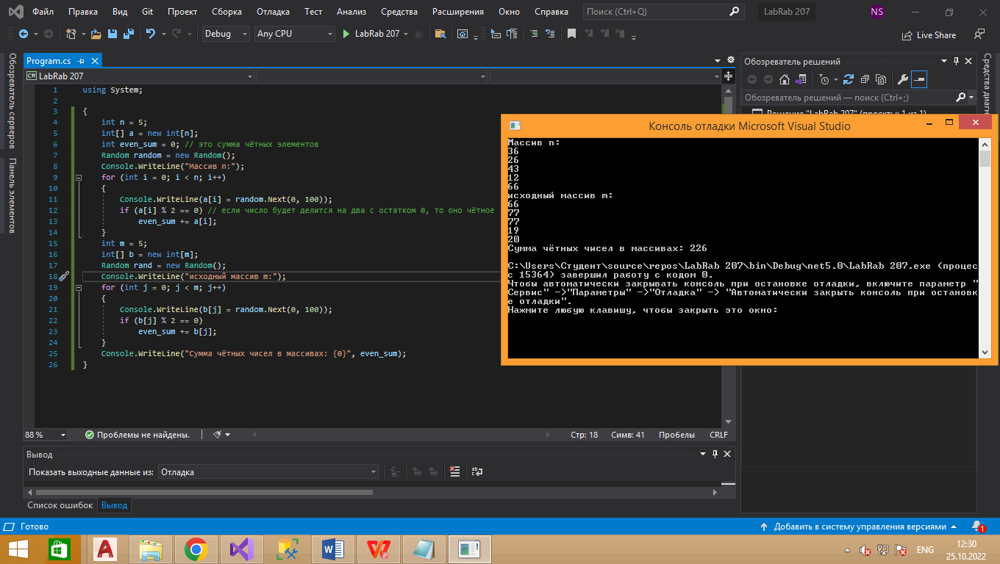 Файл Правка Вид Git Проект Сборка Отладка Тест Анализ Средства Расширения Окно Справка Поиск (Ctrl+Q) LabRab 207 NS
Debug Any CPU LabRab 207 Live Share
Обозреватель серверов
Панель элементов
Program.cs
LabRab 207
1 using System;
2
3 {
4 int n = 5;
5 int[] a = new int[n];
6 int even_sum = 0; // это сумма чётных элементов
7 Random random = new Random();
8 Console.WriteLine("Массив n:");
9 for (int i = 0; i < n; i++)
10 {
11 Console.WriteLine(a[i] = random.Next(0, 100));
12 if (a[i] % 2 == 0) // если число будет делится на два с остатком 0, то оно чётное
13 even_sum += a[i];
14 }
15 int m = 5;
16 int[] b = new int[m];
17 Random rand = new Random();
18 Console.WriteLine("исходный массив m:");
19 for (int j = 0; j < m; j++)
20 {
21 Console.WriteLine(b[j] = random.Next(0, 100));
22 if (b[j] % 2 == 0)
23 even_sum += b[j];
24 }
25 Console.WriteLine("Сумма чётных чисел в массивах: {0}", even_sum);
26 }
88 % Проблемы не найдены. Стр: 18 Симв: 41 Пробелы CRLF
Вывод
Показать выходные данные из: Отладка
Список ошибок Вывод
Обозреватель решений
Обозреватель решений — поиск (Ctrl+;)
Решение "LabRab 207" (проекты: 1 из 1)
Средства
Консоль отладки Microsoft Visual Studio
Массив n:
36
26
43
12
66
исходный массив m:
66
77
77
19
20
Сумма чётных чисел в массивах: 226
C:\Users\Студент\source\repos\LabRab 207\bin\Debug\net5.0\LabRab 207.exe (процес
с 15364) завершил работу с кодом 0.
Чтобы автоматически закрывать консоль при остановке отладки, включите параметр "
Сервис" ->"Параметры" ->"Отладка" -> "Автоматически закрыть консоль при остановк
е отладки".
Нажмите любую клавишу, чтобы закрыть это окно:
Готово Добавить в систему управления версиями 1
ENG 12:30
25.10.2022